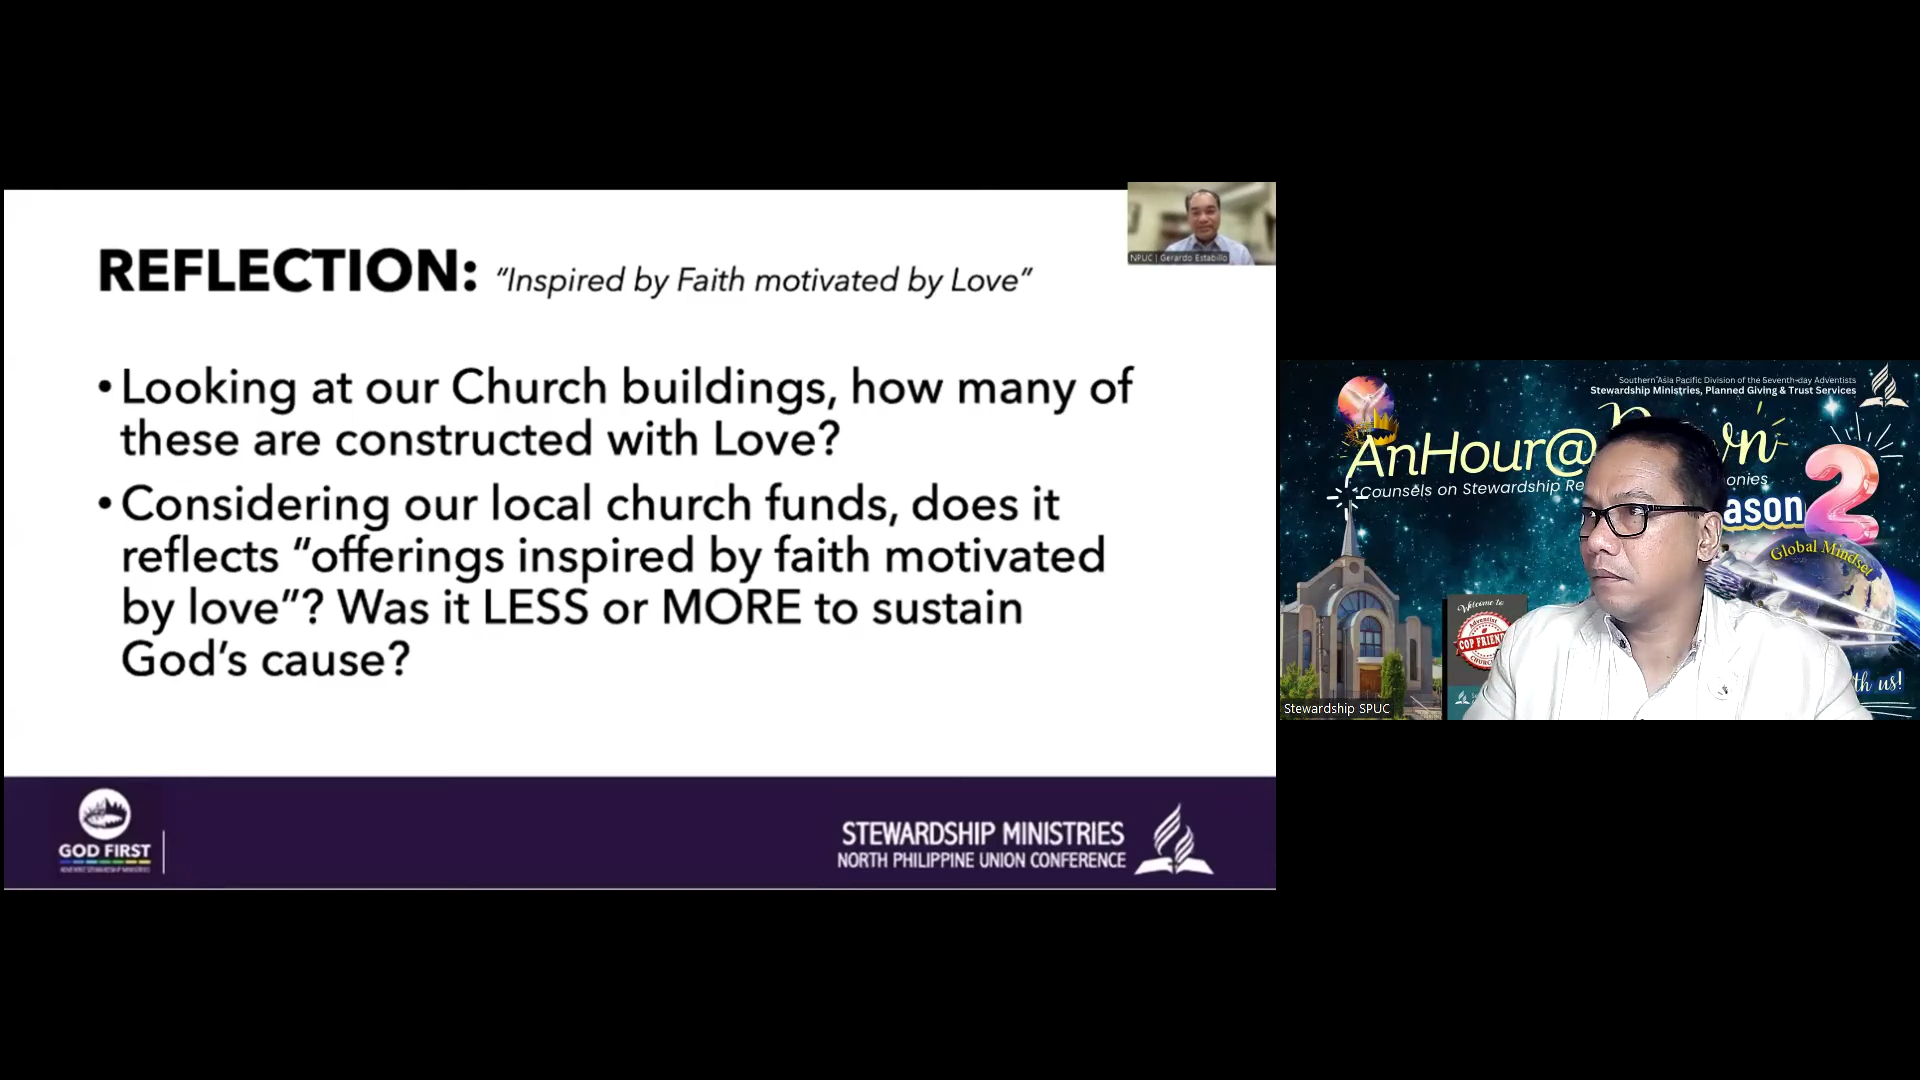 REFLECTION: “Inspired by Faith motivated by Love”
• Looking at our Church buildings, how many of
these are constructed with Love?
• Considering our local church funds, does it
reflects “offerings inspired by faith motivated
by love”? Was it LESS or MORE to sustain
God’s cause?
GOD FIRST
STEWARDSHIP MINISTRIES
NORTH PHILIPPINE UNION CONFERENCE
NPUC | Gerardo Estabillo
Southern Asia Pacific Division of the Seventh-day Adventists
Stewardship Ministries, Planned Giving & Trust Services
AnHour@
Counsels on Stewardship
2
Global Mindset
Welcome to
Adventist
COP FRIEND
CHURCH
us!
Stewardship SPUC